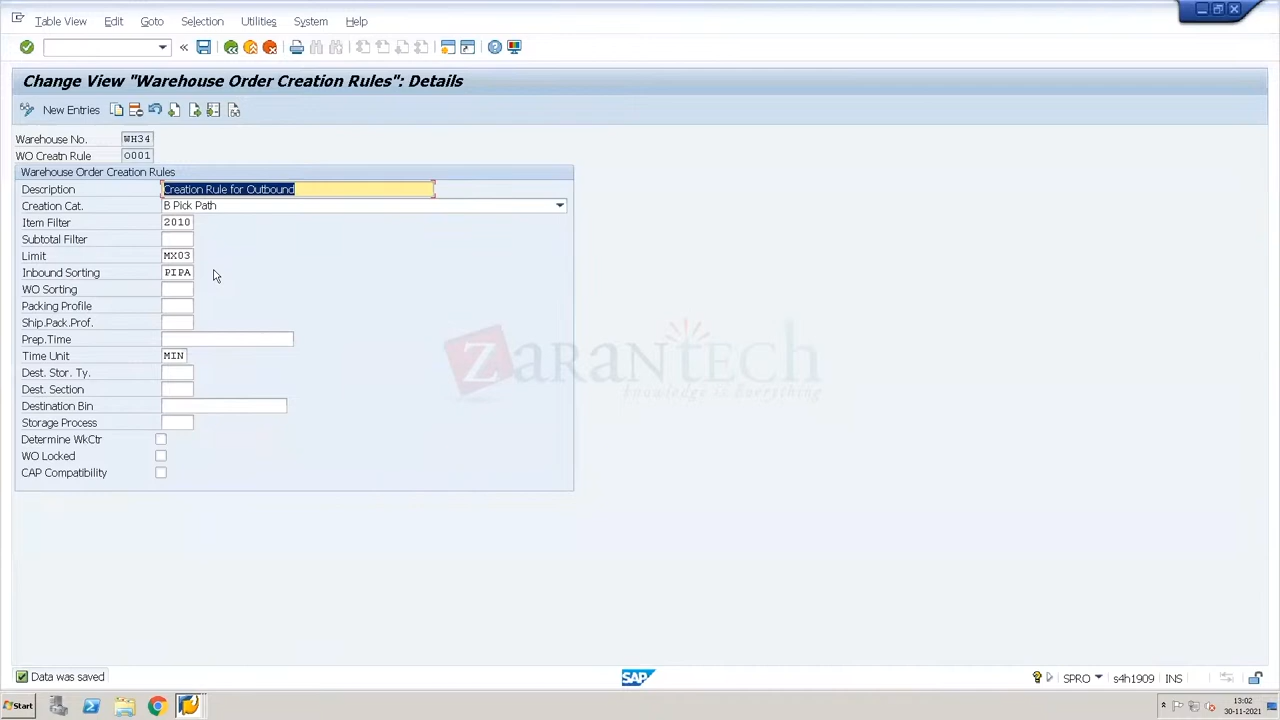 Table View Edit Goto Selection Utilities System Help
Change View "Warehouse Order Creation Rules": Details
New Entries
Warehouse No. WH34
WO Creatn Rule O001
Warehouse Order Creation Rules
Description Creation Rule for Outbound
Creation Cat. B Pick Path
Item Filter 2010
Subtotal Filter
Limit MX03
Inbound Sorting PIPA
WO Sorting
Packing Profile
Ship.Pack.Prof.
Prep.Time
Time Unit MIN
Dest. Stor. Ty.
Dest. Section
Destination Bin
Storage Process
Determine WkCtr
WO Locked
CAP Compatibility
ZARANTECH
knowledge is Everything
Data was saved
SAP
SPRO s4h1909 INS
Start
13:02
30-11-2021